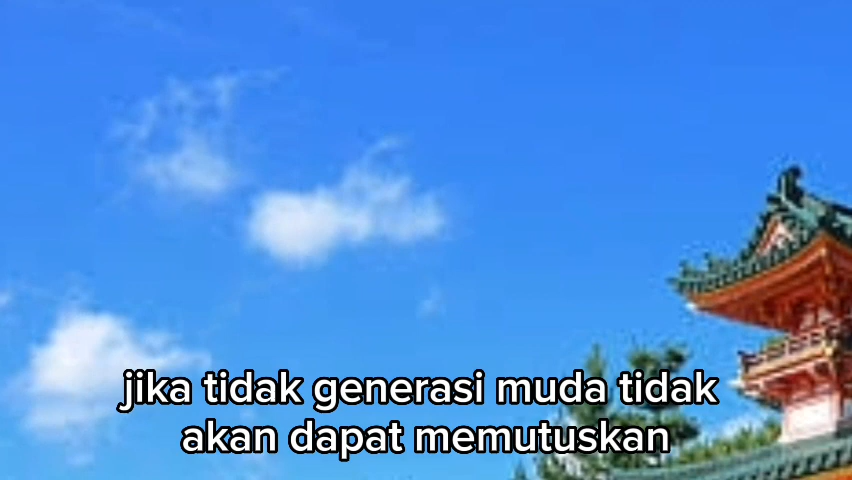 jika tidak generasi muda tidak
akan dapat memutuskan